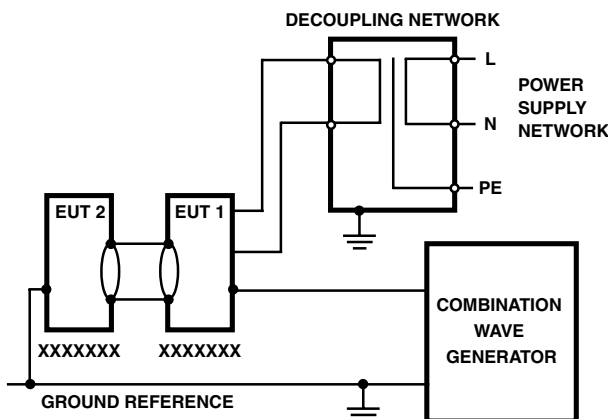 DECOUPLING NETWORK
L
POWER
SUPPLY
NETWORK
N
PE
EUT 2
EUT 1
COMBINATION
WAVE
GENERATOR
XXXXXXX
XXXXXXX
GROUND REFERENCE